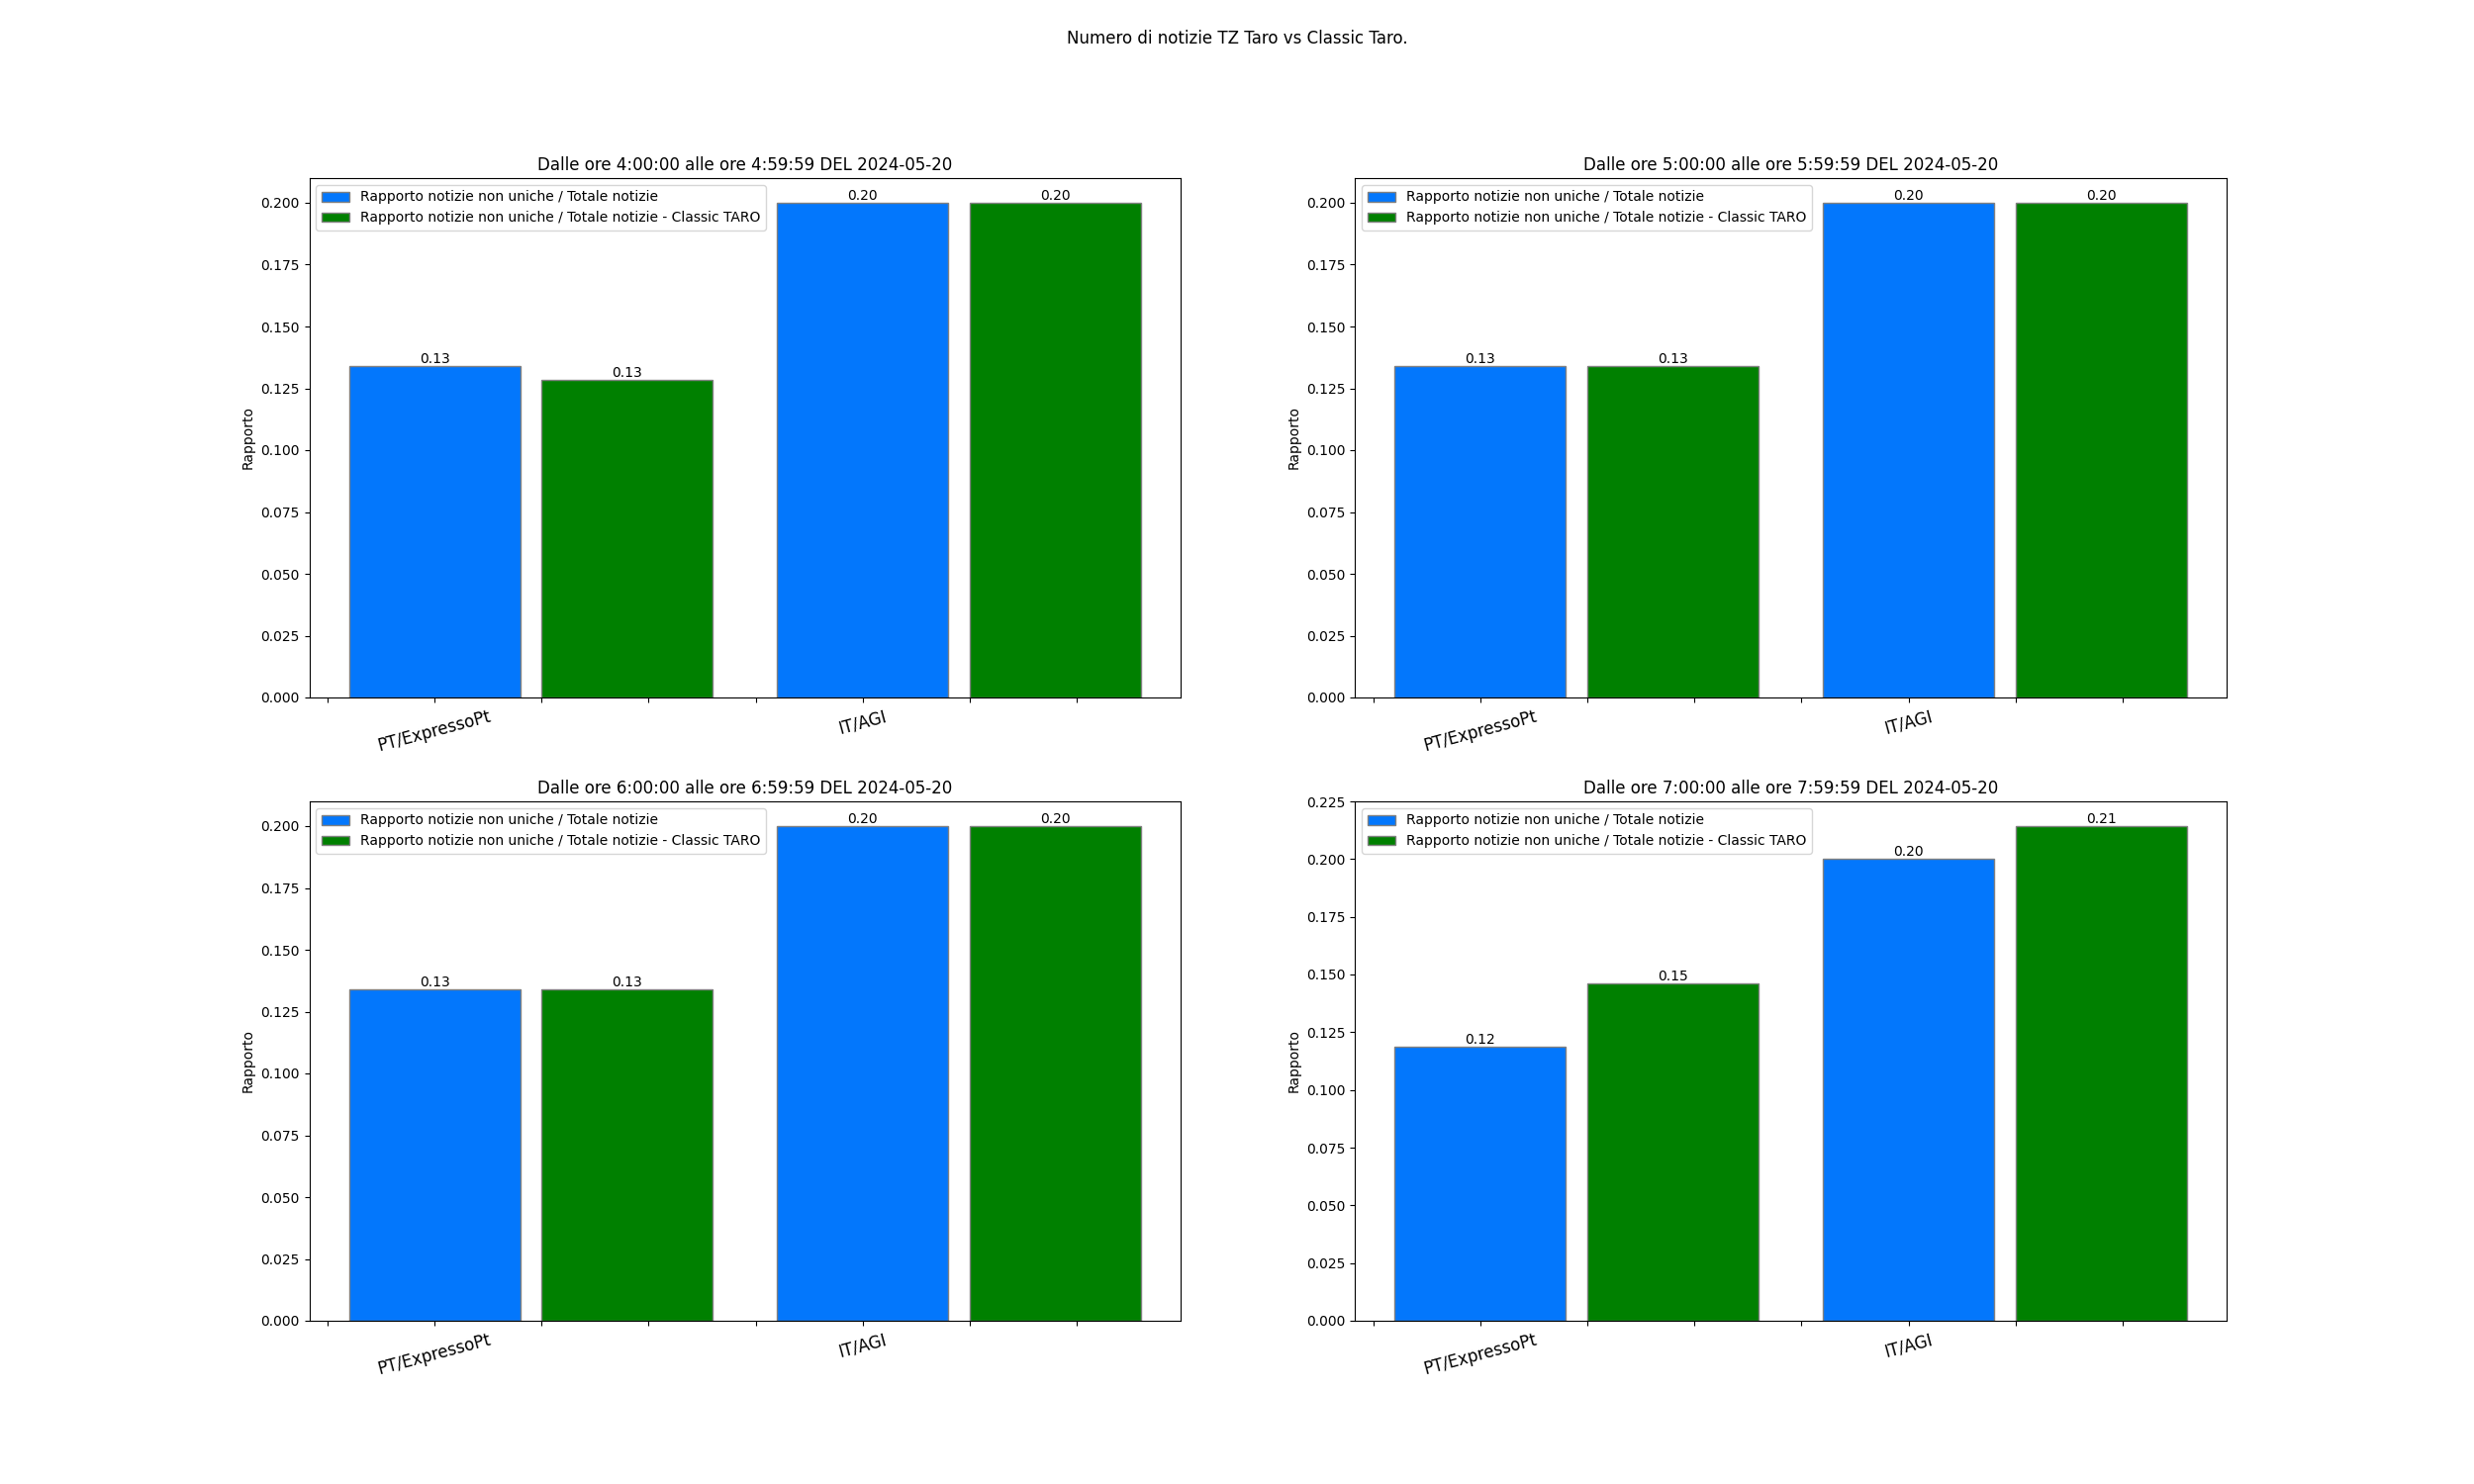 Numero di notizie TZ Taro vs Classic Taro.
Dalle ore 4:00:00 alle ore 4:59:59 DEL 2024-05-20
Rapporto notizie non uniche / Totale notizie
Rapporto notizie non uniche / Totale notizie - Classic TARO
0.20
0.20
0.13
0.13
0.200
0.175
0.150
0.125
0.100
0.075
0.050
0.025
0.000
Rapporto
PT/ExpressoPt
IT/AGI
Dalle ore 5:00:00 alle ore 5:59:59 DEL 2024-05-20
Rapporto notizie non uniche / Totale notizie
Rapporto notizie non uniche / Totale notizie - Classic TARO
0.20
0.20
0.13
0.13
0.200
0.175
0.150
0.125
0.100
0.075
0.050
0.025
0.000
Rapporto
PT/ExpressoPt
IT/AGI
Dalle ore 6:00:00 alle ore 6:59:59 DEL 2024-05-20
Rapporto notizie non uniche / Totale notizie
Rapporto notizie non uniche / Totale notizie - Classic TARO
0.20
0.20
0.13
0.13
0.200
0.175
0.150
0.125
0.100
0.075
0.050
0.025
0.000
Rapporto
PT/ExpressoPt
IT/AGI
Dalle ore 7:00:00 alle ore 7:59:59 DEL 2024-05-20
Rapporto notizie non uniche / Totale notizie
Rapporto notizie non uniche / Totale notizie - Classic TARO
0.21
0.20
0.15
0.12
0.225
0.200
0.175
0.150
0.125
0.100
0.075
0.050
0.025
0.000
Rapporto
PT/ExpressoPt
IT/AGI